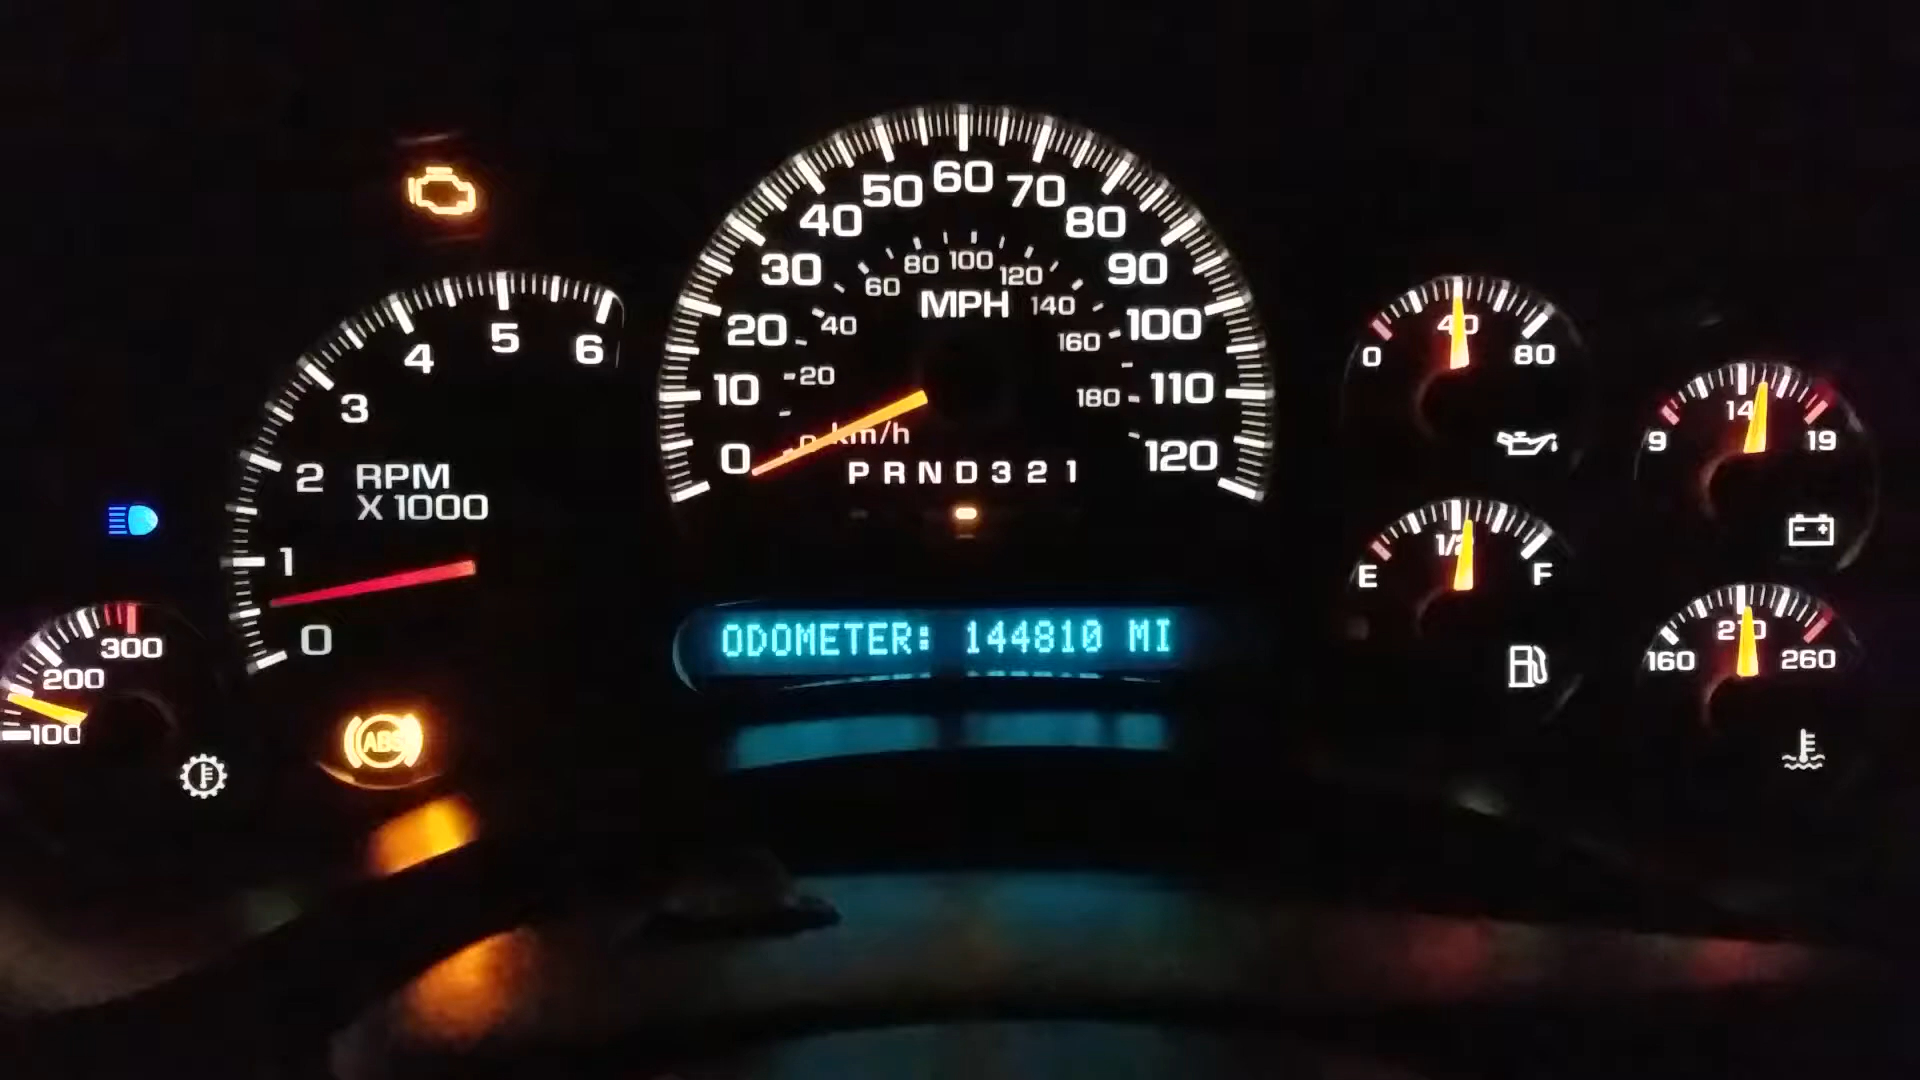 50 60 70
40 80
30 90
20 100
10 110
0 120
80 100 120
60 140
40 160
20 180
0 km/h
MPH
P R N D 3 2 1
0 1 2 3 4 5 6
RPM
X 1000
100 200 300
ABS
ODOMETER: 144810 MI
0 40 80
9 14 19
E 1/2 F
160 210 260